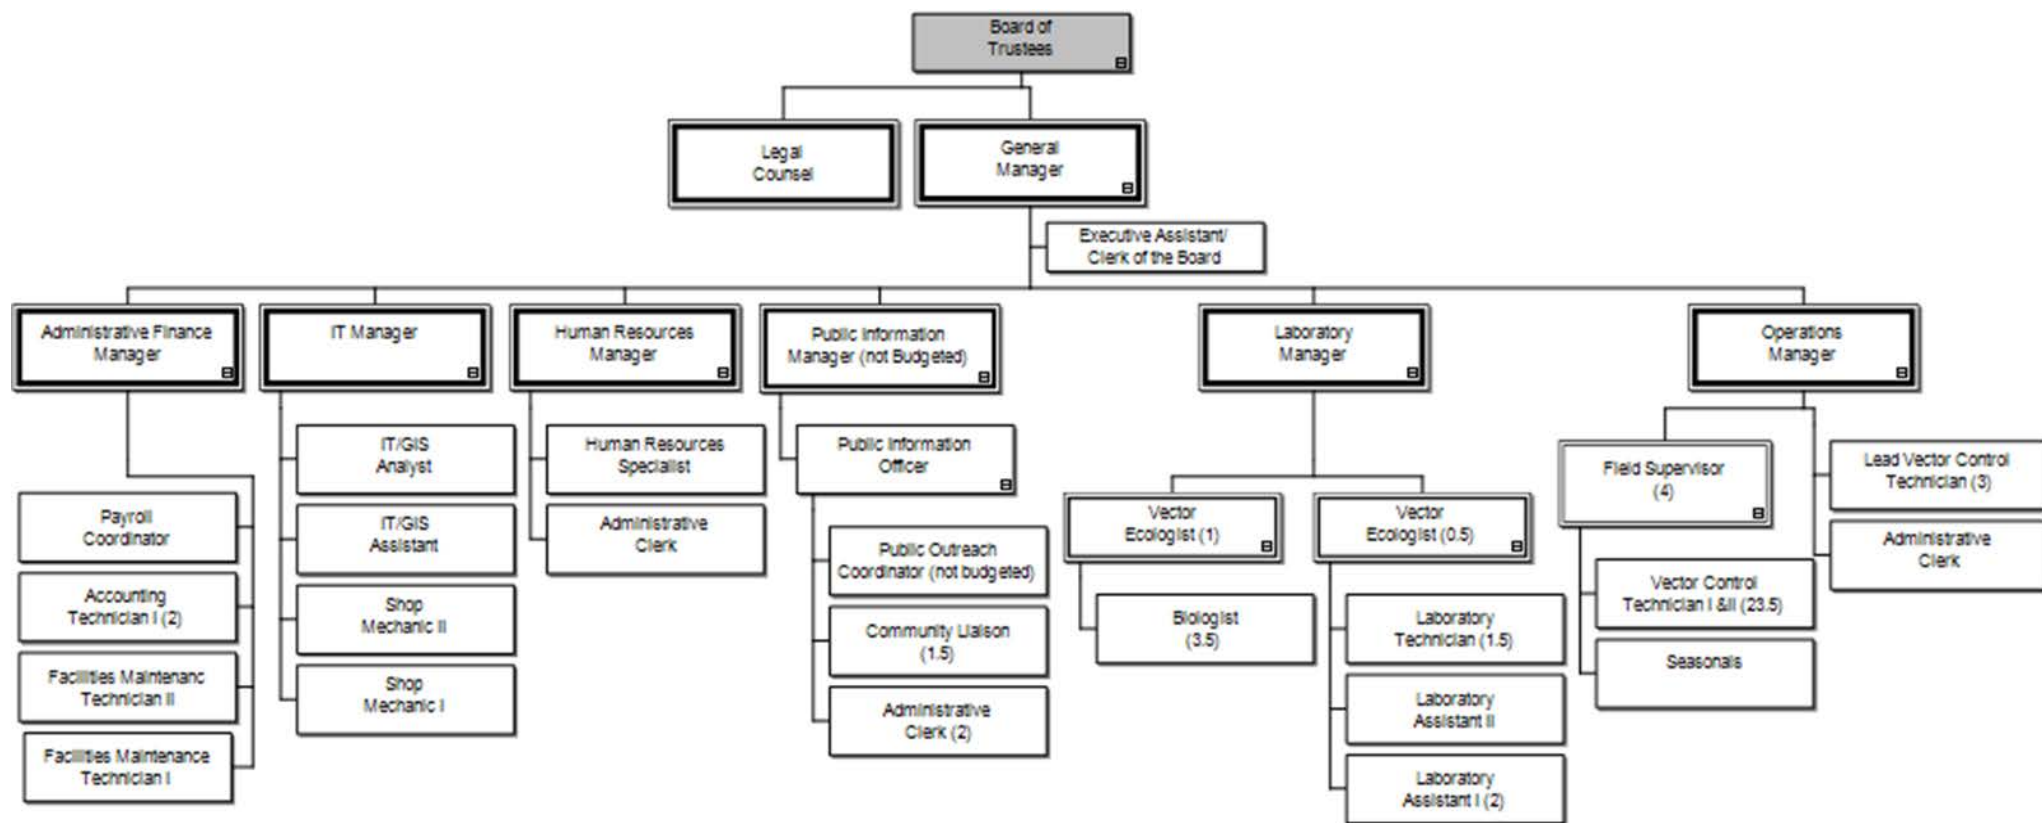 Board of
Trustees
Legal
Counsel
General
Manager
Executive Assistant/
Clerk of the Board
Administrative Finance
Manager
IT Manager
Human Resources
Manager
Public Information
Manager (not Budgeted)
Laboratory
Manager
Operations
Manager
Payroll
Coordinator
Accounting
Technician I (2)
Facilities Maintenanc
Technician II
Facilities Maintenance
Technician I
IT/GIS
Analyst
IT/GIS
Assistant
Shop
Mechanic II
Shop
Mechanic I
Human Resources
Specialist
Administrative
Clerk
Public Information
Officer
Public Outreach
Coordinator (not budgeted)
Community Liaison
(1.5)
Administrative
Clerk (2)
Vector
Ecologist (1)
Biologist
(3.5)
Vector
Ecologist (0.5)
Laboratory
Technician (1.5)
Laboratory
Assistant II
Laboratory
Assistant I (2)
Field Supervisor
(4)
Vector Control
Technician I &II (23.5)
Seasonals
Lead Vector Control
Technician (3)
Administrative
Clerk